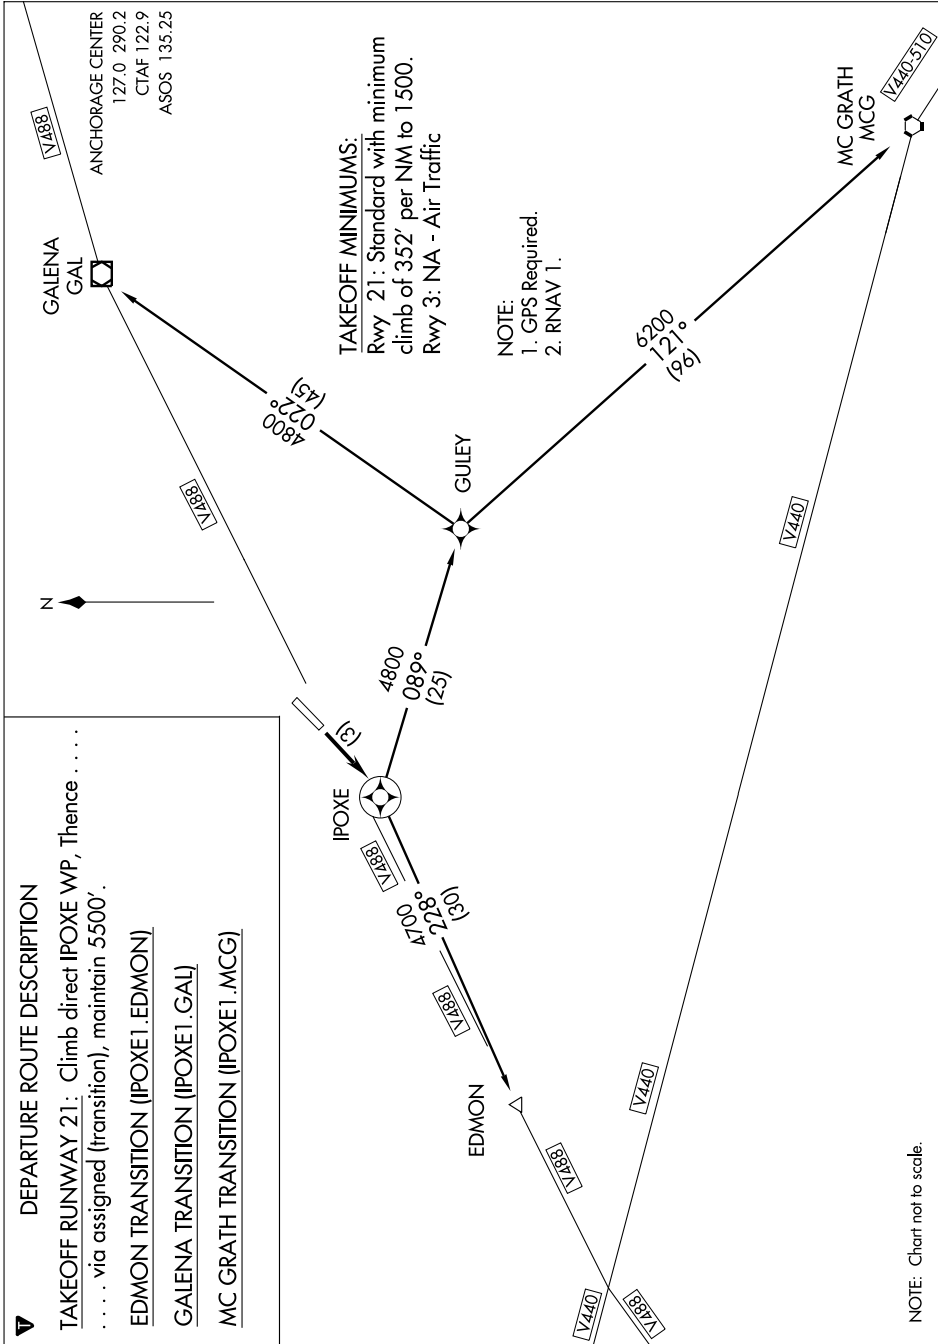 DEPARTURE ROUTE DESCRIPTION
TAKEOFF RUNWAY 21: Climb direct IPOXE WP, Thence . . . .
. . . . via assigned (transition), maintain 5500'.
EDMON TRANSITION (IPOXE1.EDMON)
GALENA TRANSITION (IPOXE1.GAL)
MC GRATH TRANSITION (IPOXE1.MCG)
ANCHORAGE CENTER
127.0 290.2
CTAF 122.9
ASOS 135.25
V488
GALENA
GAL
V488
N
TAKEOFF MINIMUMS:
Rwy 21: Standard with minimum
climb of 352' per NM to 1500.
Rwy 3: NA - Air Traffic
NOTE:
1. GPS Required.
2. RNAV 1.
4800
022°
(45)
GULEY
6200
121°
(96)
MC GRATH
MCG
V440-510
(3)
IPOXE
4800
089°
(25)
V488
4700
228°
(30)
V488
EDMON
V488
V440
V440
V440
V488
NOTE: Chart not to scale.
T